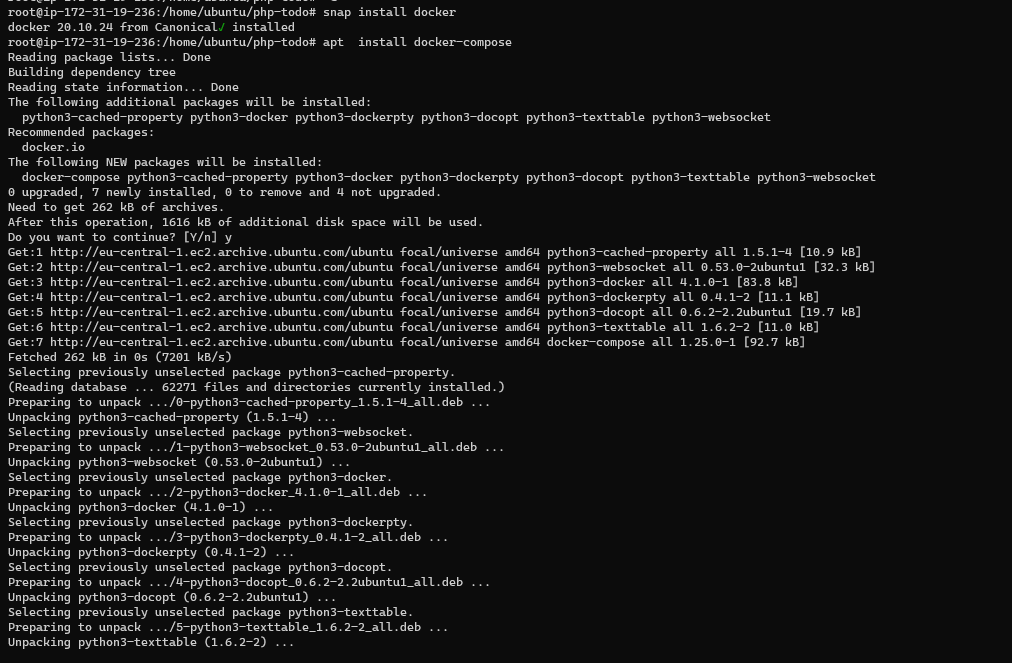 root@ip-172-31-19-236:/home/ubuntu/php-todo# snap install docker
docker 20.10.24 from Canonical✓ installed
root@ip-172-31-19-236:/home/ubuntu/php-todo# apt  install docker-compose
Reading package lists... Done
Building dependency tree
Reading state information... Done
The following additional packages will be installed:
  python3-cached-property python3-docker python3-dockerpty python3-docopt python3-texttable python3-websocket
Recommended packages:
  docker.io
The following NEW packages will be installed:
  docker-compose python3-cached-property python3-docker python3-dockerpty python3-docopt python3-texttable python3-websocket
0 upgraded, 7 newly installed, 0 to remove and 4 not upgraded.
Need to get 262 kB of archives.
After this operation, 1616 kB of additional disk space will be used.
Do you want to continue? [Y/n] y
Get:1 http://eu-central-1.ec2.archive.ubuntu.com/ubuntu focal/universe amd64 python3-cached-property all 1.5.1-4 [10.9 kB]
Get:2 http://eu-central-1.ec2.archive.ubuntu.com/ubuntu focal/universe amd64 python3-websocket all 0.53.0-2ubuntu1 [32.3 kB]
Get:3 http://eu-central-1.ec2.archive.ubuntu.com/ubuntu focal/universe amd64 python3-docker all 4.1.0-1 [83.8 kB]
Get:4 http://eu-central-1.ec2.archive.ubuntu.com/ubuntu focal/universe amd64 python3-dockerpty all 0.4.1-2 [11.1 kB]
Get:5 http://eu-central-1.ec2.archive.ubuntu.com/ubuntu focal/universe amd64 python3-docopt all 0.6.2-2.2ubuntu1 [19.7 kB]
Get:6 http://eu-central-1.ec2.archive.ubuntu.com/ubuntu focal/universe amd64 python3-texttable all 1.6.2-2 [11.0 kB]
Get:7 http://eu-central-1.ec2.archive.ubuntu.com/ubuntu focal/universe amd64 docker-compose all 1.25.0-1 [92.7 kB]
Fetched 262 kB in 0s (7201 kB/s)
Selecting previously unselected package python3-cached-property.
(Reading database ... 62271 files and directories currently installed.)
Preparing to unpack .../0-python3-cached-property_1.5.1-4_all.deb ...
Unpacking python3-cached-property (1.5.1-4) ...
Selecting previously unselected package python3-websocket.
Preparing to unpack .../1-python3-websocket_0.53.0-2ubuntu1_all.deb ...
Unpacking python3-websocket (0.53.0-2ubuntu1) ...
Selecting previously unselected package python3-docker.
Preparing to unpack .../2-python3-docker_4.1.0-1_all.deb ...
Unpacking python3-docker (4.1.0-1) ...
Selecting previously unselected package python3-dockerpty.
Preparing to unpack .../3-python3-dockerpty_0.4.1-2_all.deb ...
Unpacking python3-dockerpty (0.4.1-2) ...
Selecting previously unselected package python3-docopt.
Preparing to unpack .../4-python3-docopt_0.6.2-2.2ubuntu1_all.deb ...
Unpacking python3-docopt (0.6.2-2.2ubuntu1) ...
Selecting previously unselected package python3-texttable.
Preparing to unpack .../5-python3-texttable_1.6.2-2_all.deb ...
Unpacking python3-texttable (1.6.2-2) ...